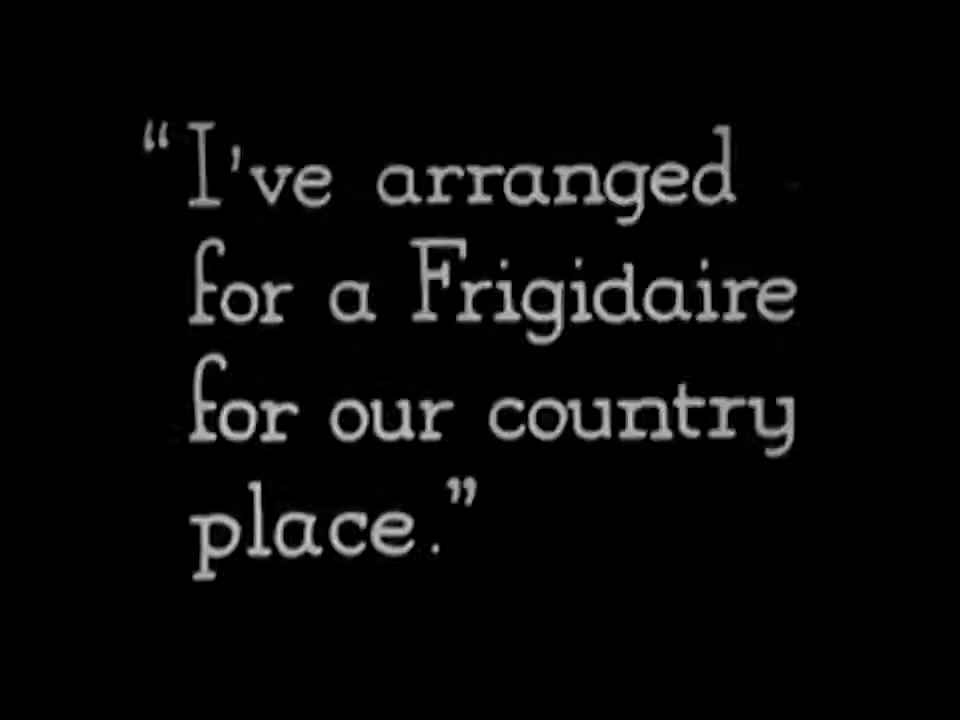 “I've arranged
for a Frigidaire
for our country
place.”